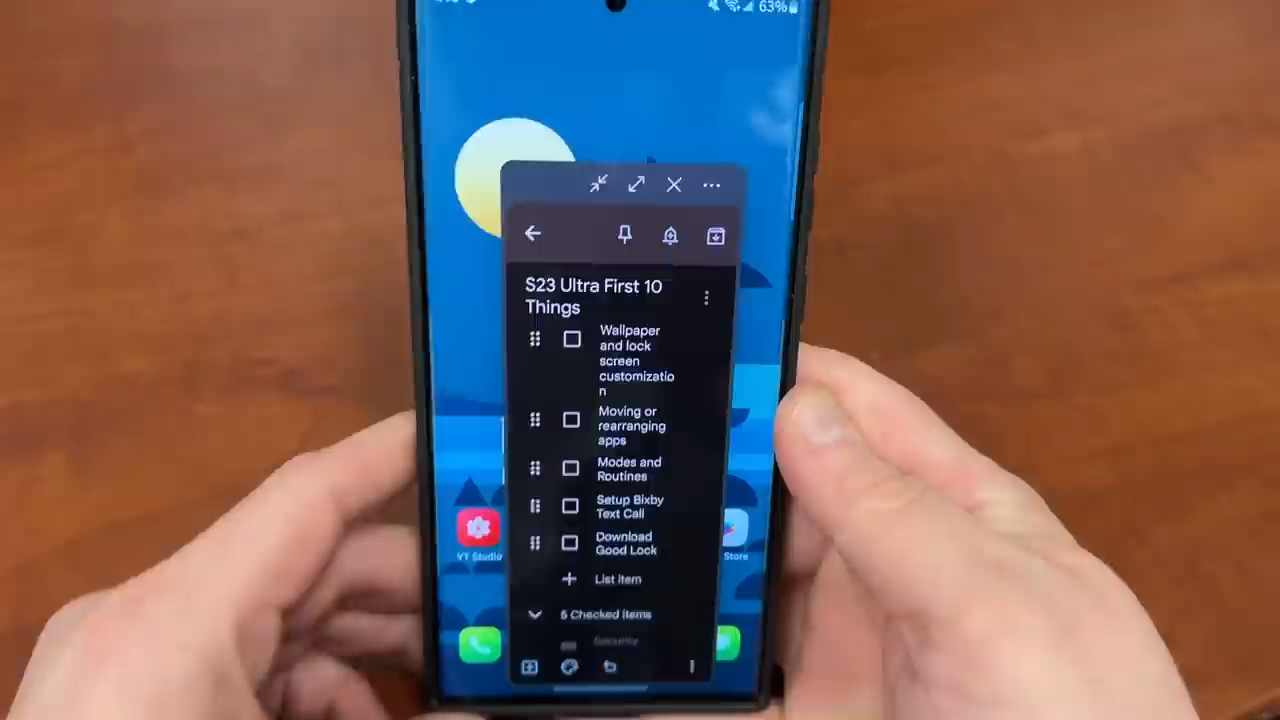 63%
S23 Ultra First 10
Things
Wallpaper
and lock
screen
customizatio
n
Moving or
rearranging
apps
Modes and
Routines
Setup Bixby
Text Call
Download
Good Lock
List item
5 Checked items
Security
YT Studio
Store